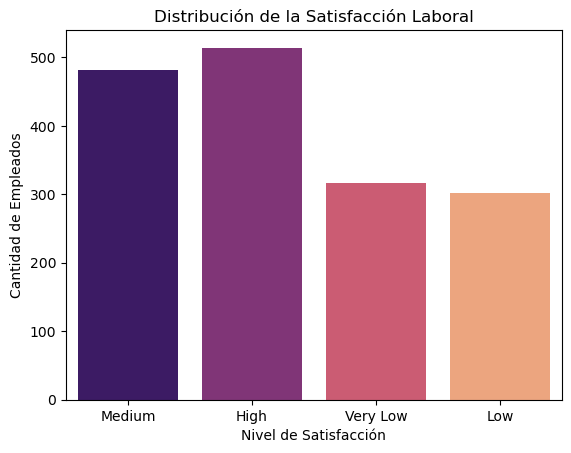 Distribución de la Satisfacción Laboral
Cantidad de Empleados
500
400
300
200
100
0
Medium High Very Low Low
Nivel de Satisfacción